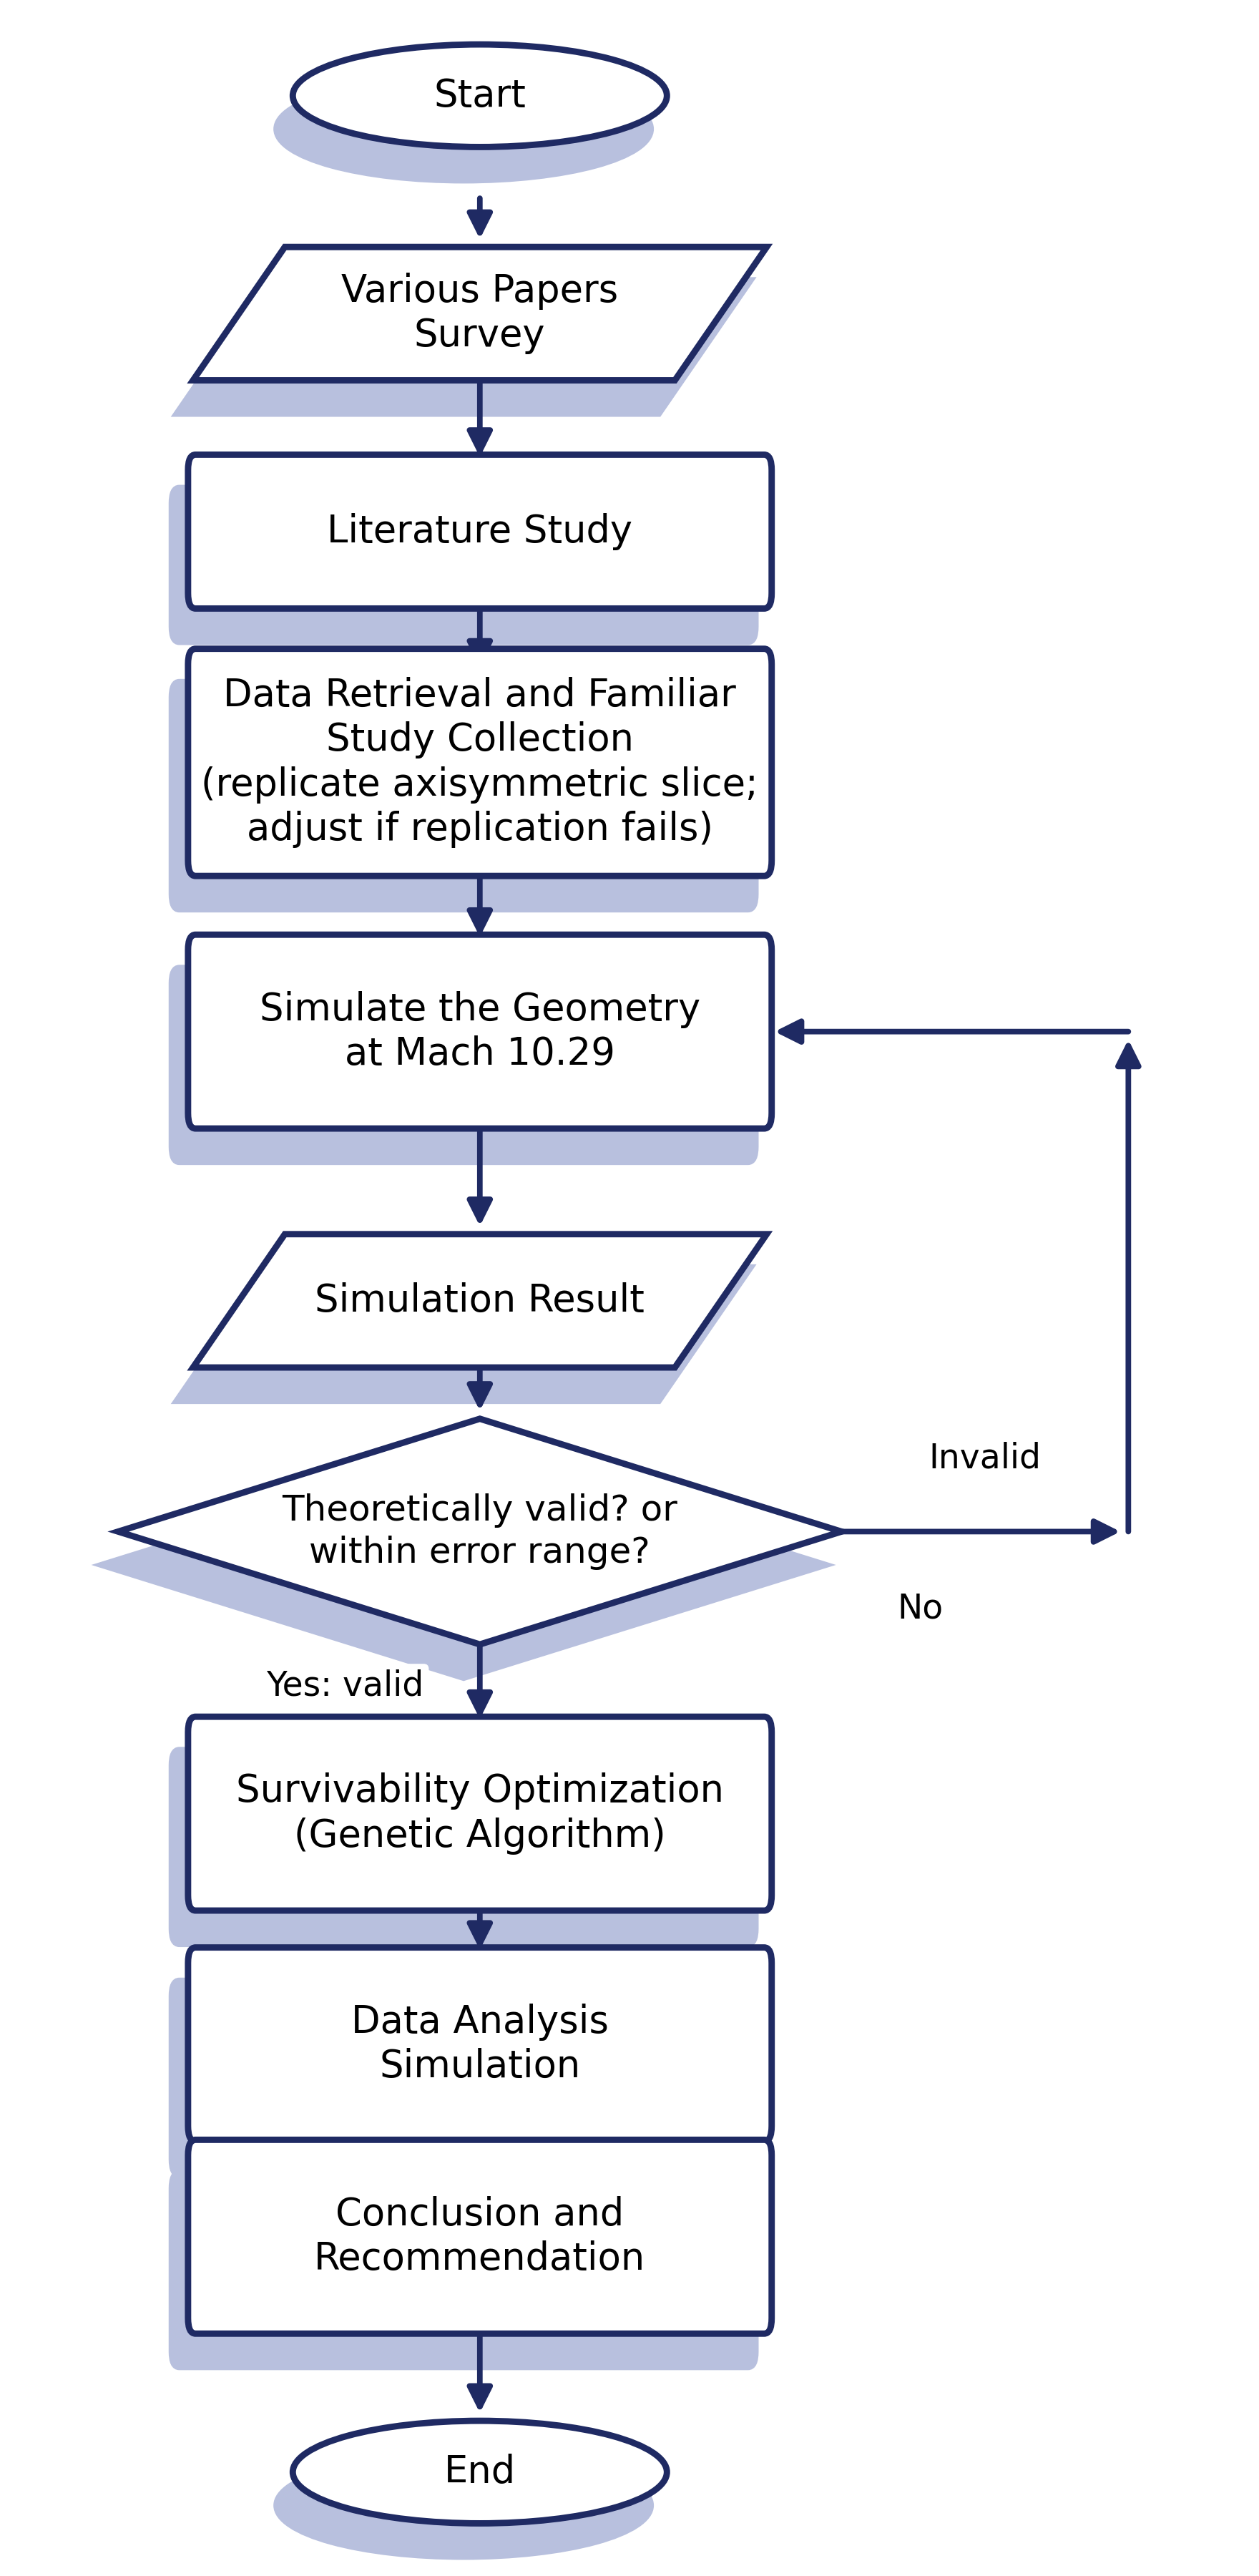 Start
Various Papers
Survey
Literature Study
Data Retrieval and Familiar
Study Collection
(replicate axisymmetric slice;
adjust if replication fails)
Simulate the Geometry
at Mach 10.29
Simulation Result
Invalid
Theoretically valid? or
within error range?
No
Yes: valid
Survivability Optimization
(Genetic Algorithm)
Data Analysis
Simulation
Conclusion and
Recommendation
End